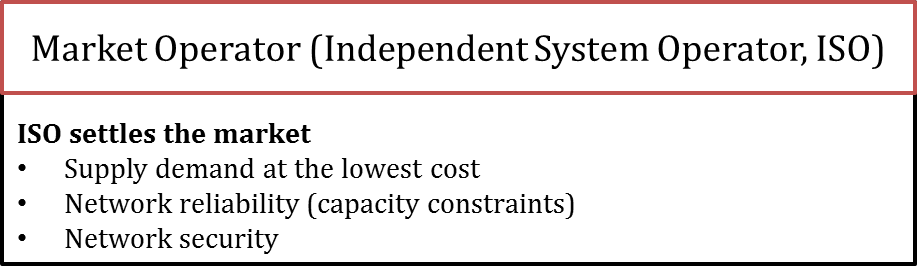 Market Operator (Independent System Operator, ISO)
ISO settles the market
• Supply demand at the lowest cost
• Network reliability (capacity constraints)
• Network security